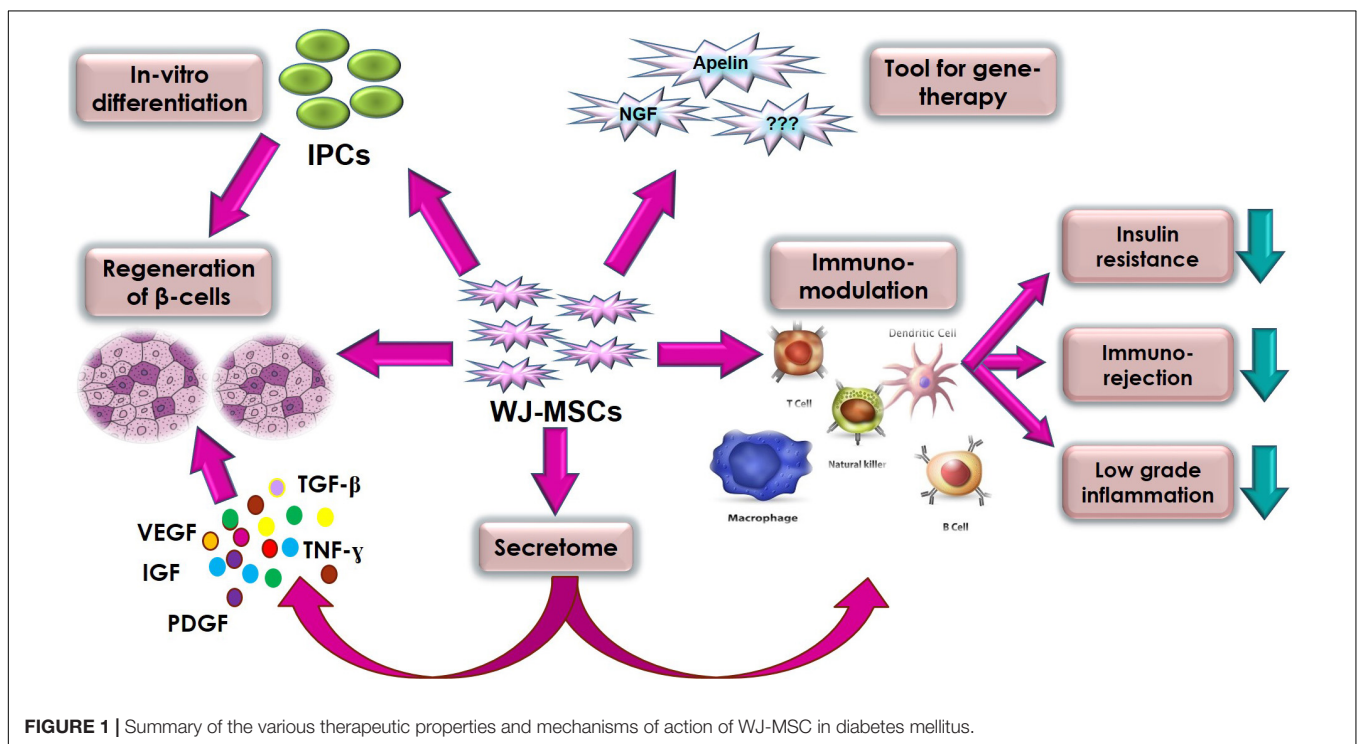 In-vitro
differentiation
IPCs
Apelin
NGF
???
Tool for gene-
therapy
Regeneration
of β-cells
WJ-MSCs
Immuno-
modulation
T Cell
Dendritic Cell
Natural killer
Macrophage
B Cell
Insulin
resistance
Immuno-
rejection
Low grade
inflammation
TGF-β
VEGF
TNF-ɣ
IGF
PDGF
Secretome
FIGURE 1 | Summary of the various therapeutic properties and mechanisms of action of WJ-MSC in diabetes mellitus.